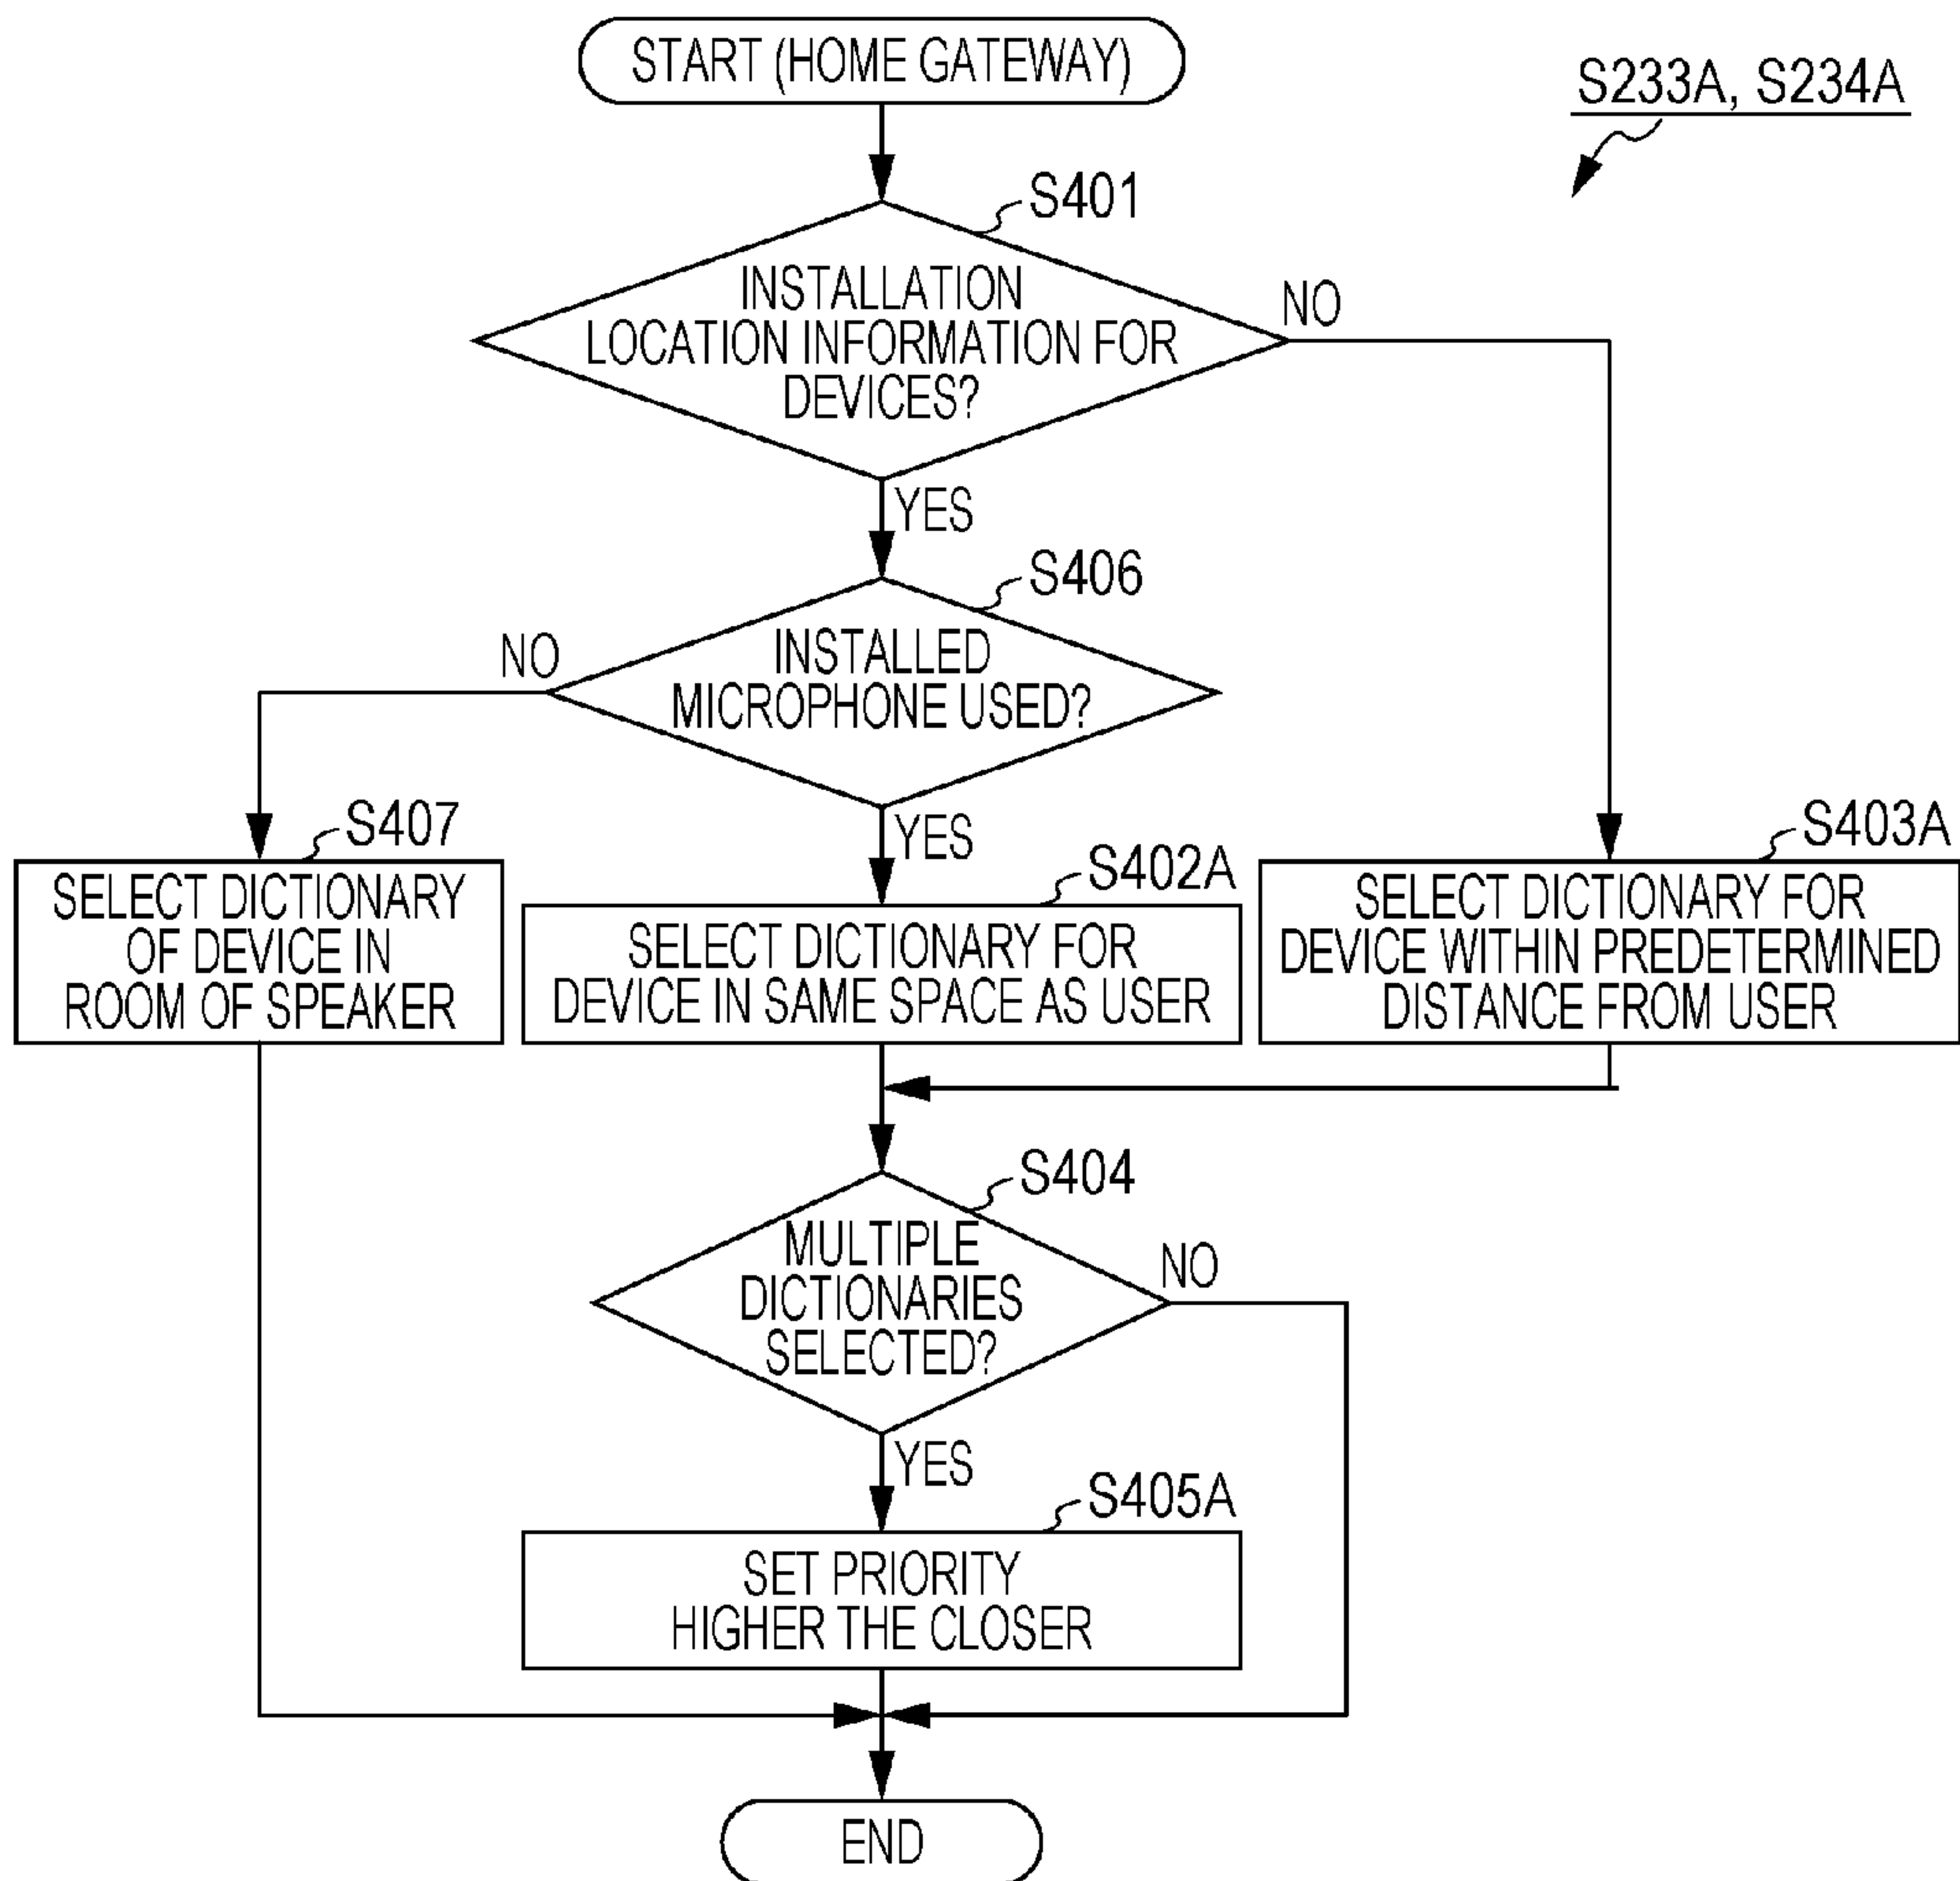 START (HOME GATEWAY)
S233A, S234A
S401
INSTALLATION
LOCATION INFORMATION FOR
DEVICES?
NO
YES
S406
INSTALLED
MICROPHONE USED?
NO
YES
S407
SELECT DICTIONARY
OF DEVICE IN
ROOM OF SPEAKER
S402A
SELECT DICTIONARY FOR
DEVICE IN SAME SPACE AS USER
S403A
SELECT DICTIONARY FOR
DEVICE WITHIN PREDETERMINED
DISTANCE FROM USER
S404
MULTIPLE
DICTIONARIES
SELECTED?
NO
YES
S405A
SET PRIORITY
HIGHER THE CLOSER
END